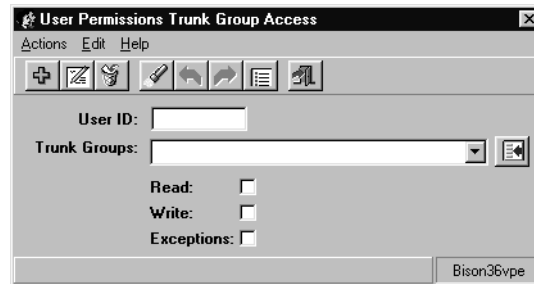 User Permissions Trunk Group Access
Actions Edit Help
User ID:
Trunk Groups:
Read:
Write:
Exceptions:
Bison36vpe